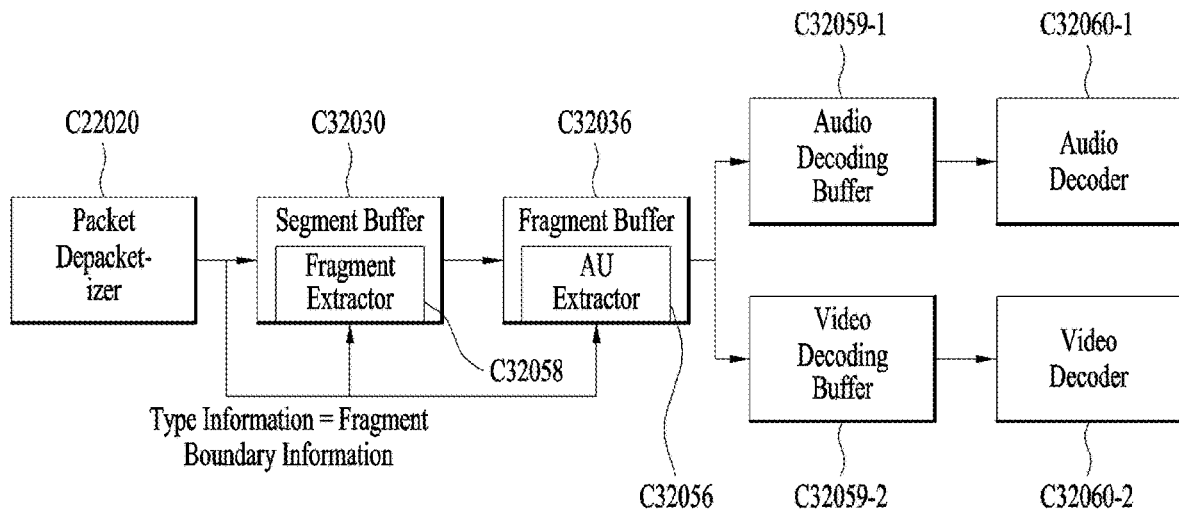 C32059-1
C32060-1
C22020
C32030
C32036
Packet
Depacket-
izer
Segment Buffer
Fragment
Extractor
Fragment Buffer
AU
Extractor
Audio
Decoding
Buffer
Audio
Decoder
Video
Decoding
Buffer
Video
Decoder
C32058
Type Information = Fragment
Boundary Information
C32056
C32059-2
C32060-2